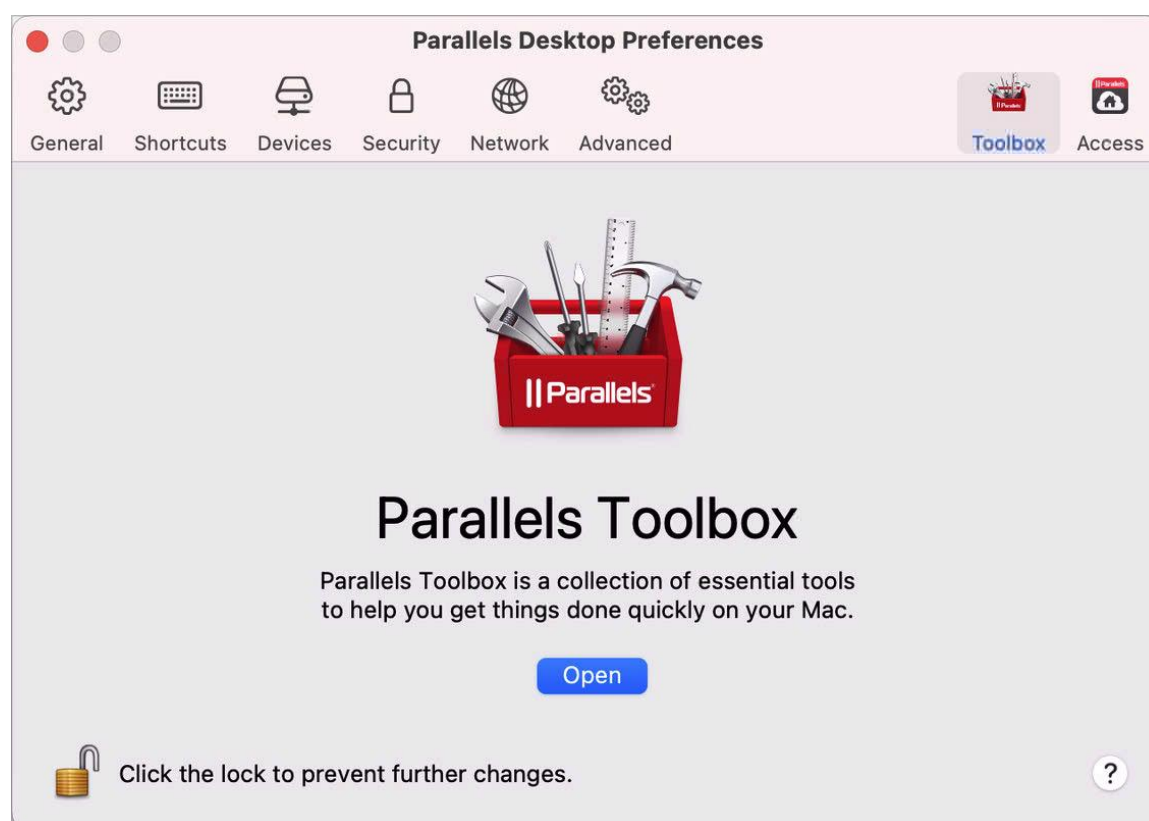 Parallels Desktop Preferences
General Shortcuts Devices Security Network Advanced Toolbox Access
|| Parallels
Parallels Toolbox
Parallels Toolbox is a collection of essential tools
to help you get things done quickly on your Mac.
Open
Click the lock to prevent further changes.
?